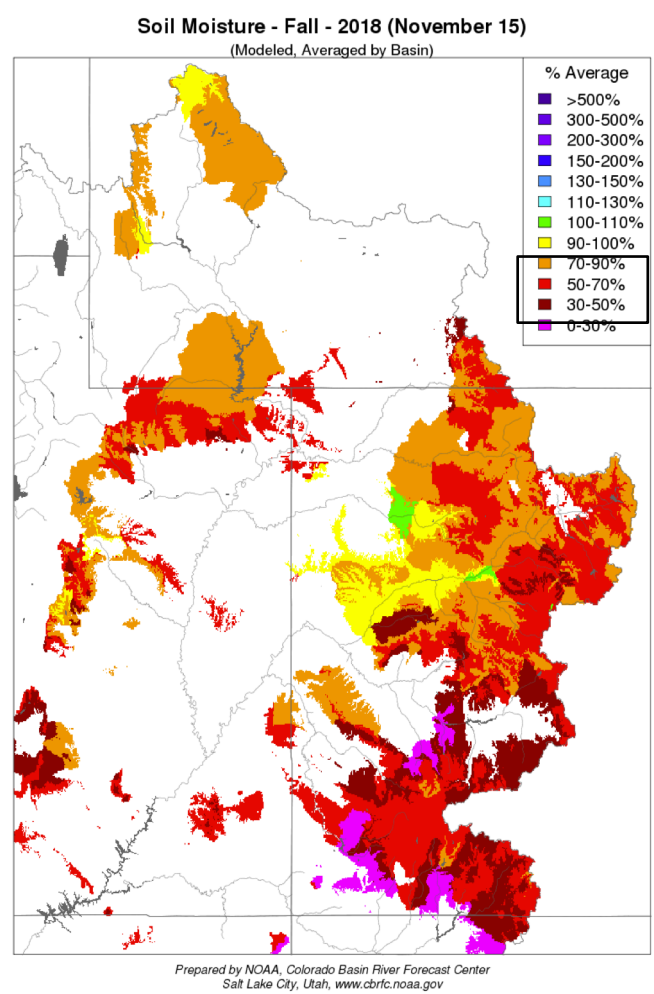 Soil Moisture - Fall - 2018 (November 15)
(Modeled, Averaged by Basin)
% Average
>500%
300-500%
200-300%
150-200%
130-150%
110-130%
100-110%
90-100%
70-90%
50-70%
30-50%
0-30%
Prepared by NOAA, Colorado Basin River Forecast Center
Salt Lake City, Utah, www.cbrfc.noaa.gov